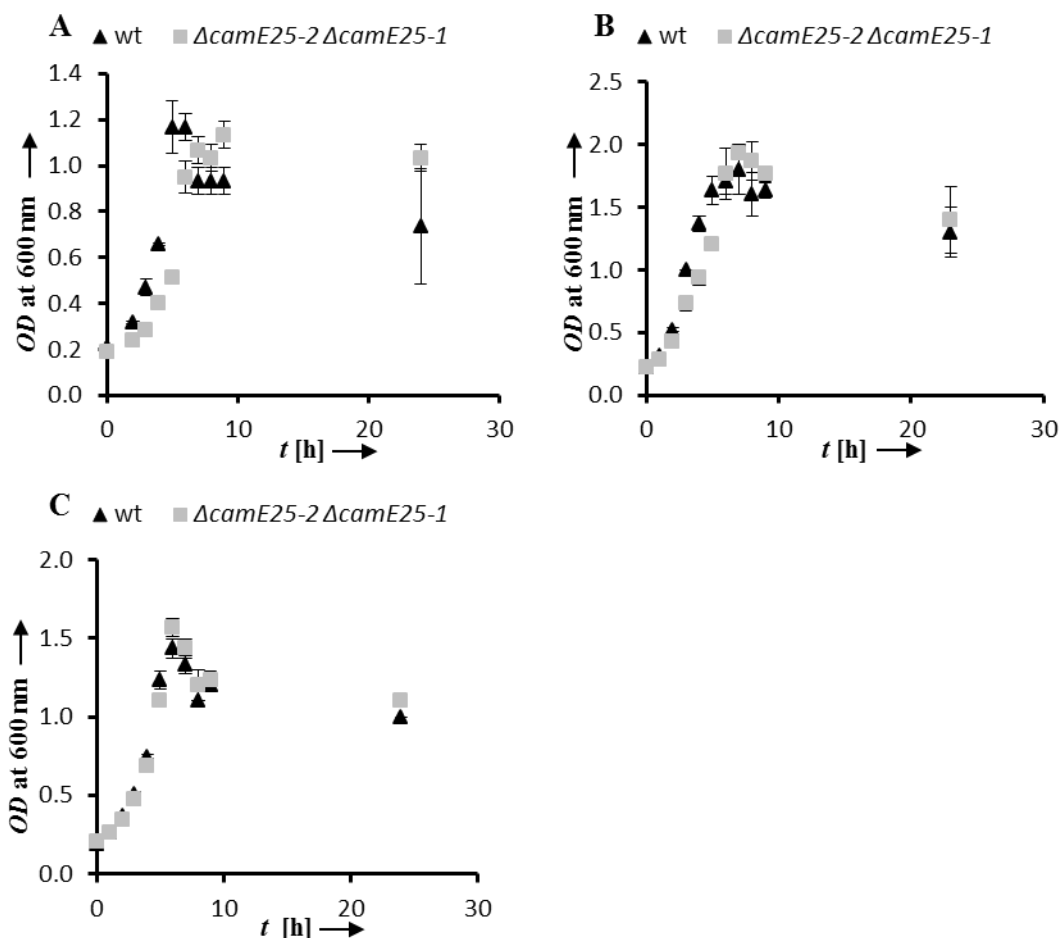 A ▲ wt ■ ΔcamE25-2 ΔcamE25-1
OD at 600 nm
1.4
1.2
1.0
0.8
0.6
0.4
0.2
0.0
0 10 20 30
t [h]
B ▲ wt ■ ΔcamE25-2 ΔcamE25-1
OD at 600 nm
2.5
2.0
1.5
1.0
0.5
0.0
0 10 20 30
t [h]
C ▲ wt ■ ΔcamE25-2 ΔcamE25-1
OD at 600 nm
2.0
1.5
1.0
0.5
0.0
0 10 20 30
t [h]